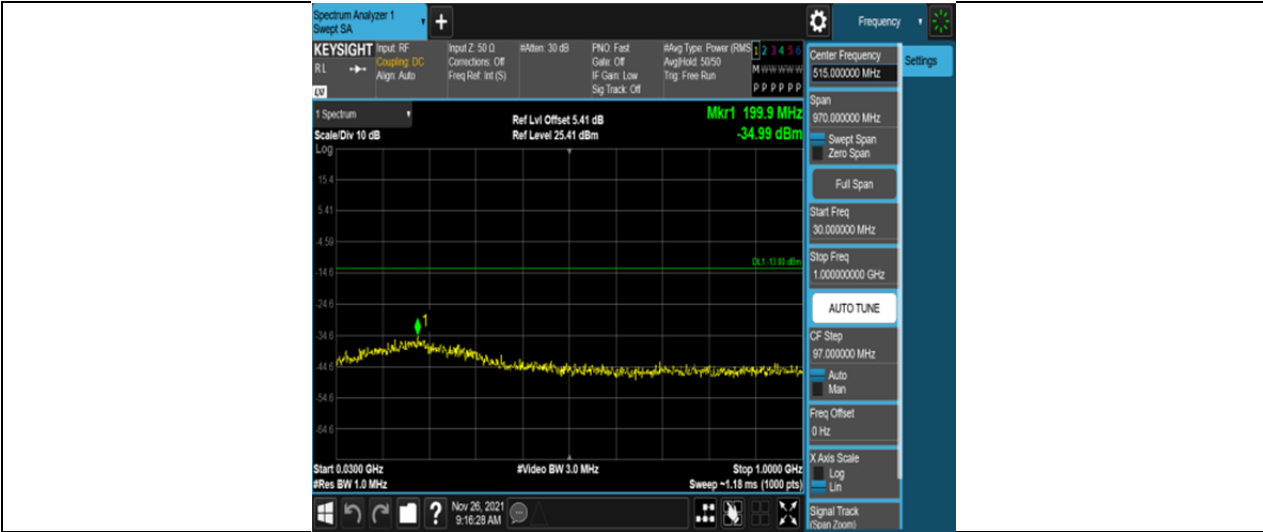 Spectrum Analyzer 1
Swept SA
+
Frequency
KEYSIGHT
RL
LV
Input: RF
Coupling: DC
Align: Auto
Input Z: 50 Ω
Corrections: Off
Freq Ref: Int (S)
#Atten: 30 dB
PNO: Fast
Gate: Off
IF Gain: Low
Sig Track: Off
#Avg Type: Power (RMS
Avg|Hold: 50/50
Trig: Free Run
1 2 3 4 5 6
M W W W W W
P P P P P P
1 Spectrum
Scale/Div 10 dB
Log
Ref Lvl Offset 5.41 dB
Ref Level 25.41 dBm
Mkr1 199.9 MHz
-34.99 dBm
15.4
5.41
-4.59
DL1 -13.00 dBm
-14.6
-24.6
1
-34.6
-44.6
-54.6
-64.6
Start 0.0300 GHz
#Res BW 1.0 MHz
#Video BW 3.0 MHz
Stop 1.0000 GHz
Sweep ~1.18 ms (1000 pts)
Center Frequency
515.000000 MHz
Settings
Span
970.000000 MHz
Swept Span
Zero Span
Full Span
Start Freq
30.000000 MHz
Stop Freq
1.000000000 GHz
AUTO TUNE
CF Step
97.000000 MHz
Auto
Man
Freq Offset
0 Hz
X Axis Scale
Log
Lin
Signal Track
(Span Zoom)
?
Nov 26, 2021
9:16:28 AM